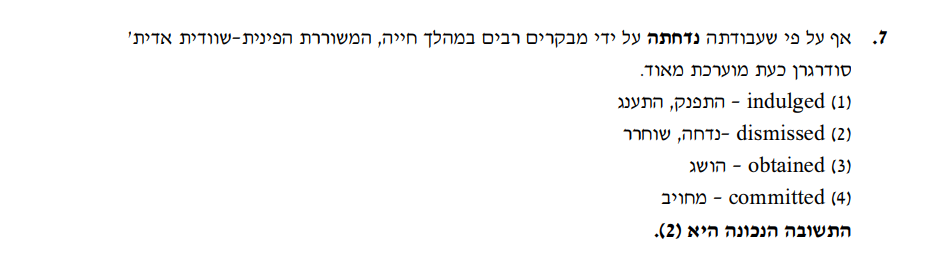 7. אף על פי שעבודתה נדחתה על ידי מבקרים רבים במהלך חייה, המשוררת הפינית-שוודית אדית'
סודרגרן כעת מוערכת מאוד.
(1) indulged - התפנק, התענג
(2) dismissed -נדחה, שוחרר
(3) obtained - הושג
(4) committed - מחויב
התשובה הנכונה היא (2).